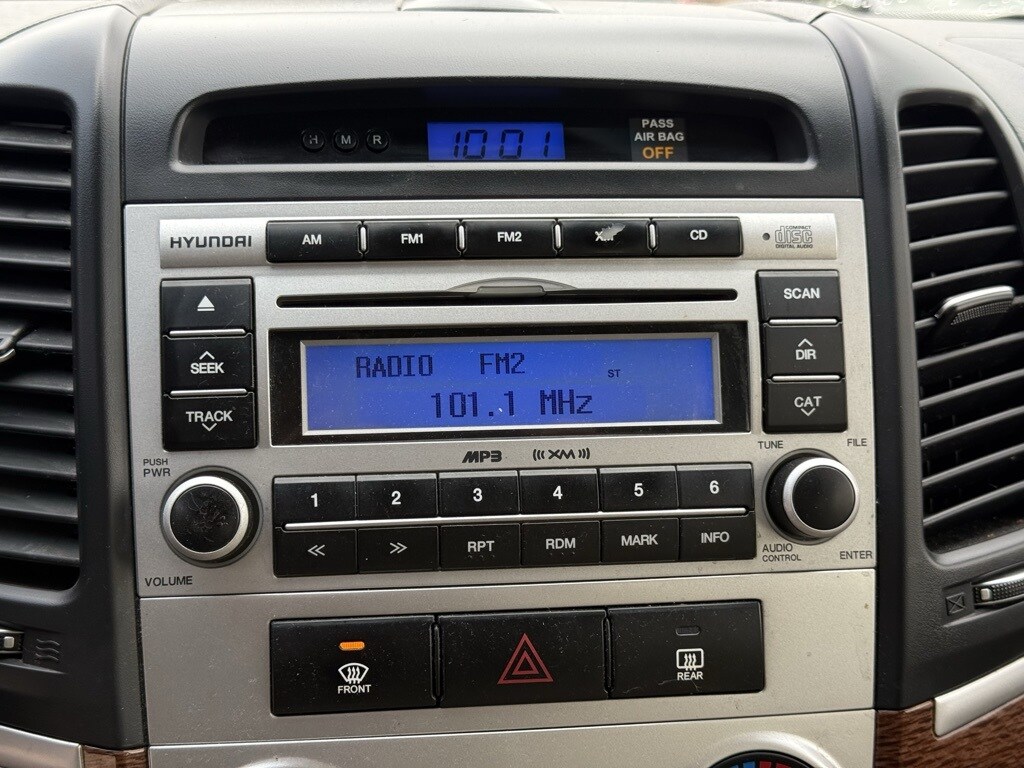 H M R
10 01
PASS
AIR BAG
OFF
HYUNDAI
AM
FM1
FM2
CD
COMPACT
disc
DIGITAL AUDIO
SCAN
SEEK
TRACK
DIR
CAT
RADIO FM2
ST
101.1 MHz
MP3
((( XM )))
PUSH
PWR
VOLUME
1 2 3 4 5 6
<< >> RPT RDM MARK INFO
TUNE
FILE
AUDIO
CONTROL
ENTER
FRONT
REAR